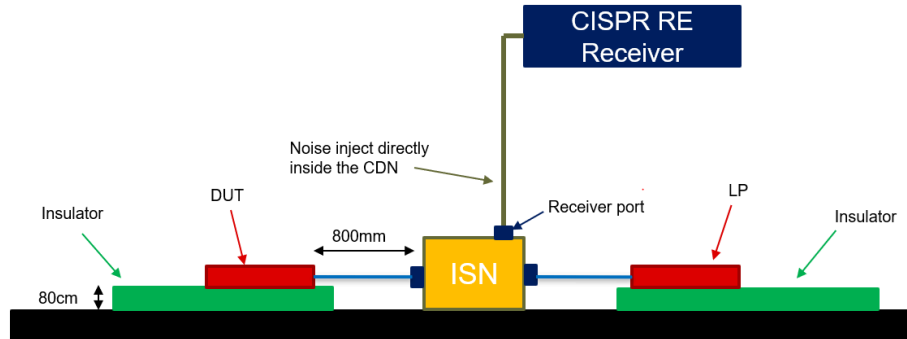 CISPR RE
Receiver
Noise inject directly
inside the CDN
DUT
LP
Insulator
Receiver port
Insulator
800mm
ISN
80cm